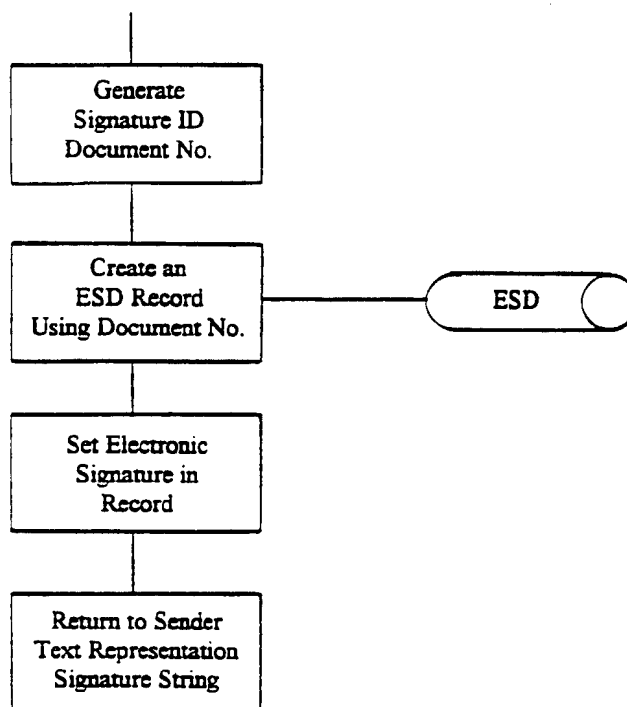 Generate
Signature ID
Document No.
Create an
ESD Record
Using Document No.
ESD
Set Electronic
Signature in
Record
Return to Sender
Text Representation
Signature String